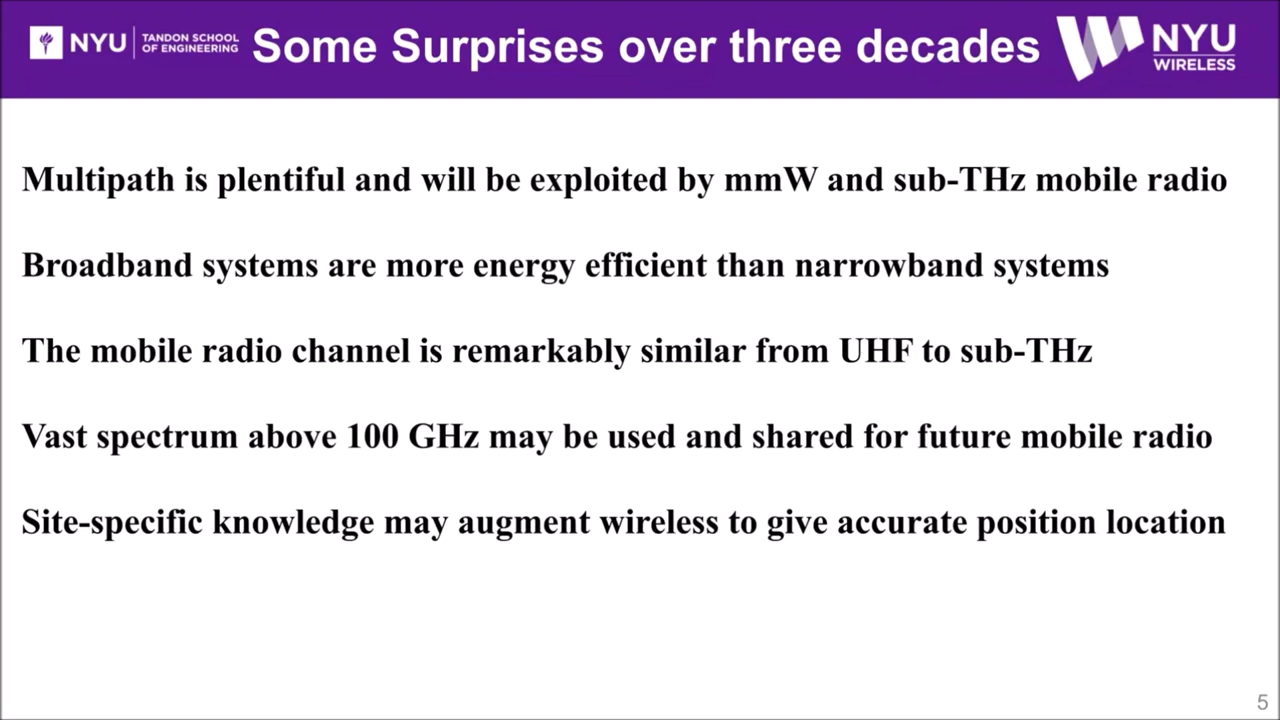 NYU
TANDON SCHOOL
OF ENGINEERING
Some Surprises over three decades
NYU
WIRELESS
Multipath is plentiful and will be exploited by mmW and sub-THz mobile radio
Broadband systems are more energy efficient than narrowband systems
The mobile radio channel is remarkably similar from UHF to sub-THz
Vast spectrum above 100 GHz may be used and shared for future mobile radio
Site-specific knowledge may augment wireless to give accurate position location
5